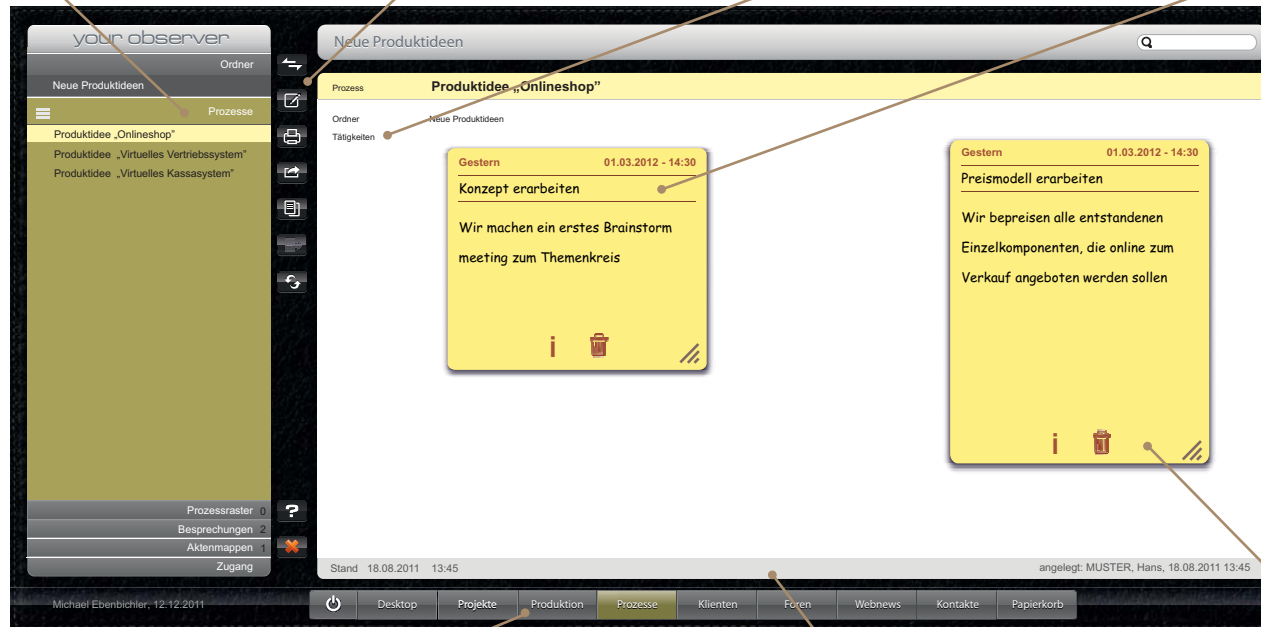 your observer
Ordner
Neue Produktideen
Prozesse
Produktidee „Onlineshop”
Produktidee „Virtuelles Vertriebssystem”
Produktidee „Virtuelles Kassasystem”
Prozessraster 0
Besprechungen 2
Aktenmappen 1
Zugang
?
Neue Produktideen
Prozess Produktidee „Onlineshop”
Ordner Neue Produktideen
Tätigkeiten
Gestern 01.03.2012 - 14:30
Konzept erarbeiten
Wir machen ein erstes Brainstorm
meeting zum Themenkreis
i
Gestern 01.03.2012 - 14:30
Preismodell erarbeiten
Wir bepreisen alle entstandenen
Einzelkomponenten, die online zum
Verkauf angeboten werden sollen
i
Stand 18.08.2011 13:45 angelegt: MUSTER, Hans, 18.08.2011 13:45
Michael Ebenbichler, 12.12.2011 Desktop Projekte Produktion Prozesse Klienten Foren Webnews Kontakte Papierkorb